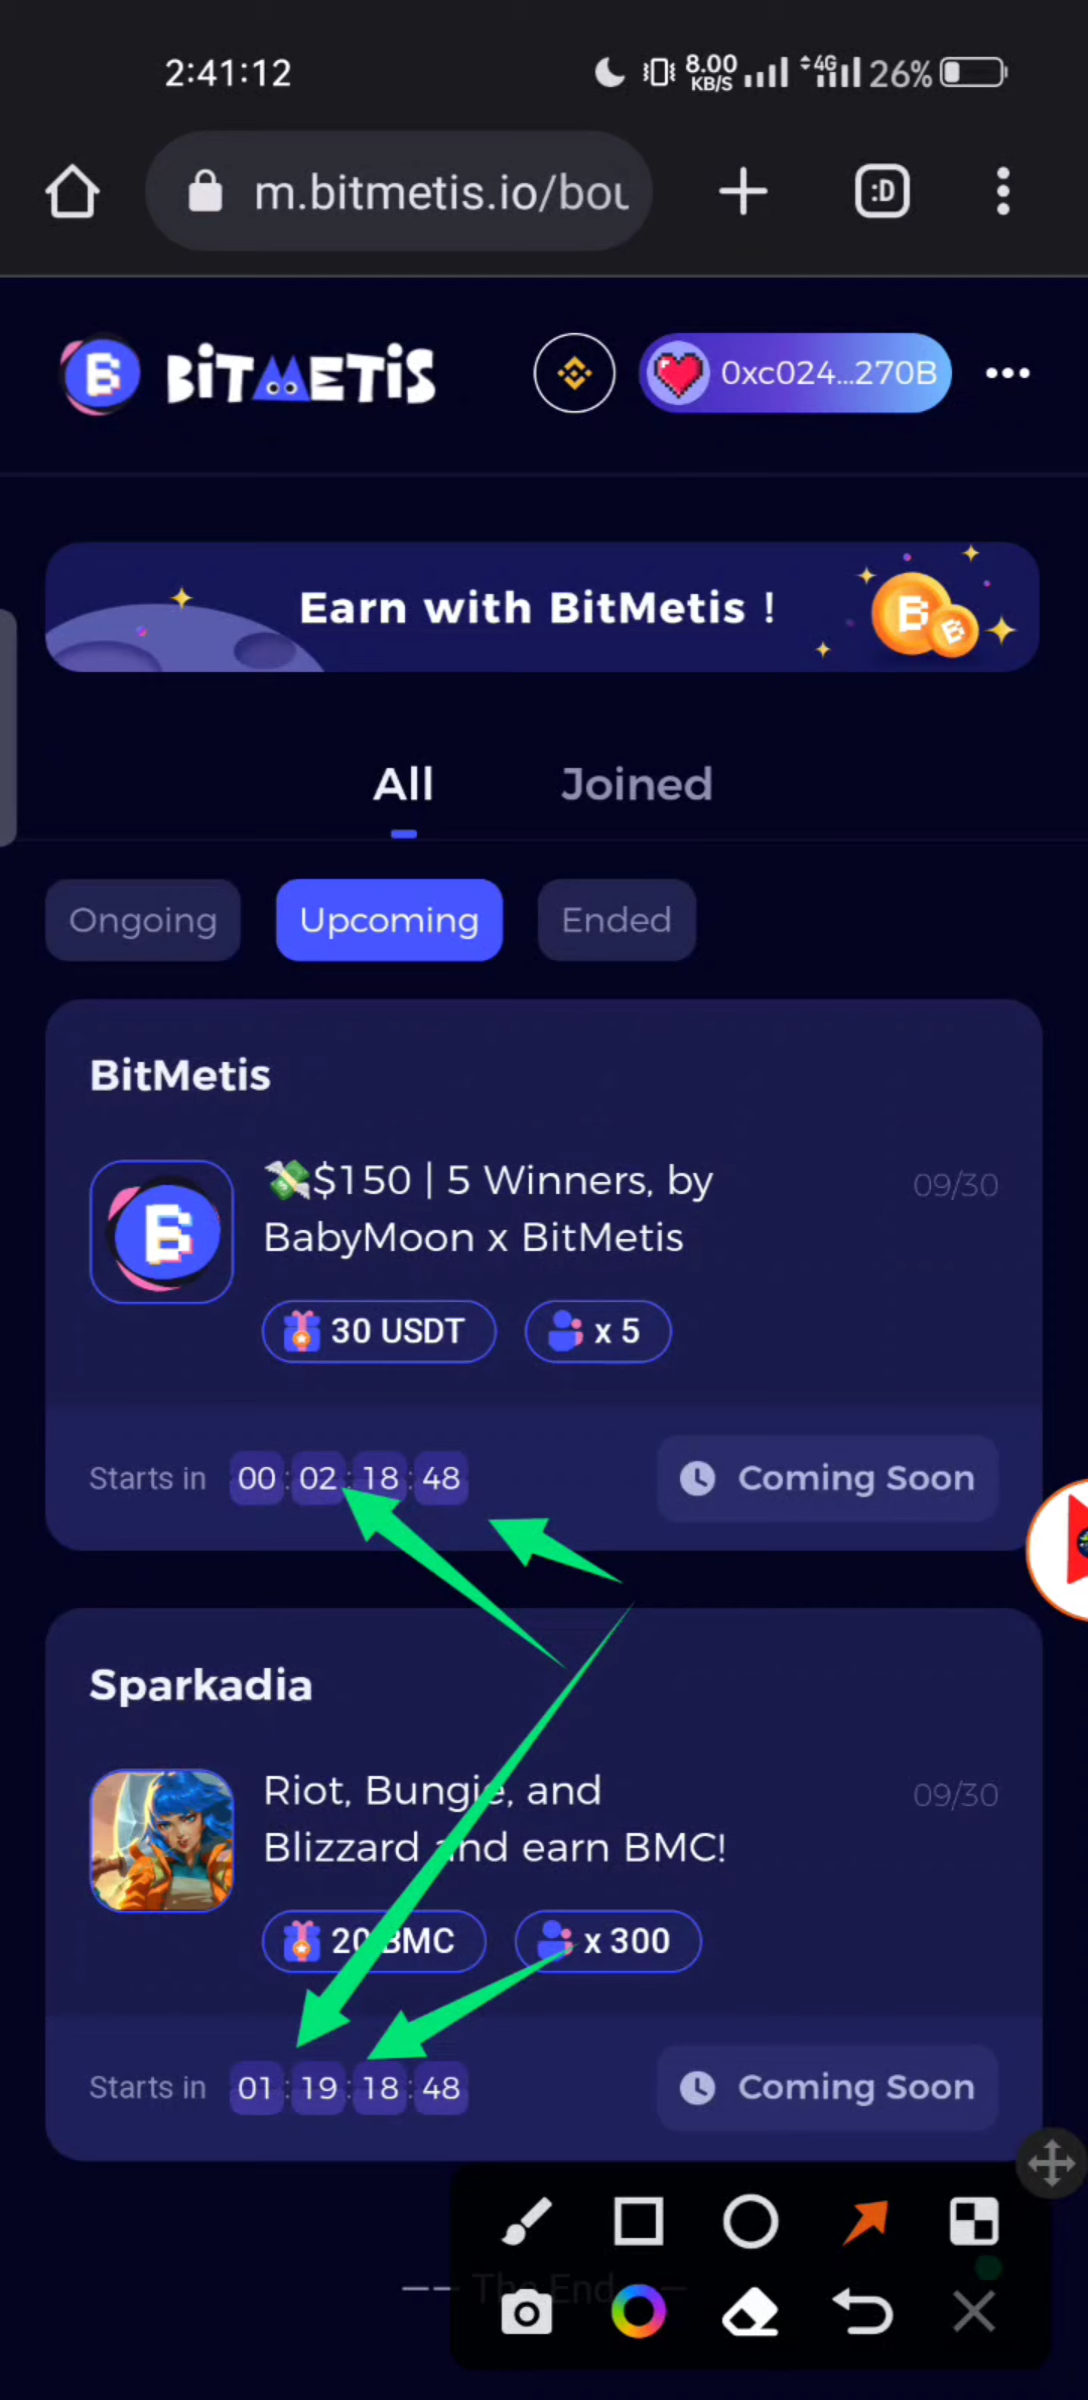 2:41:12 8.00 KB/S 4G 26%
m.bitmetis.io/bou :D
BiTMETiS 0xc024...270B
Earn with BitMetis !
All Joined
Ongoing Upcoming Ended
BitMetis
$150 | 5 Winners, by 09/30
BabyMoon x BitMetis
30 USDT x 5
Starts in 00 : 02 : 18 : 48 Coming Soon
Sparkadia
Riot, Bungie, and 09/30
Blizzard and earn BMC!
20 BMC x 300
Starts in 01 : 19 : 18 : 48 Coming Soon
The End